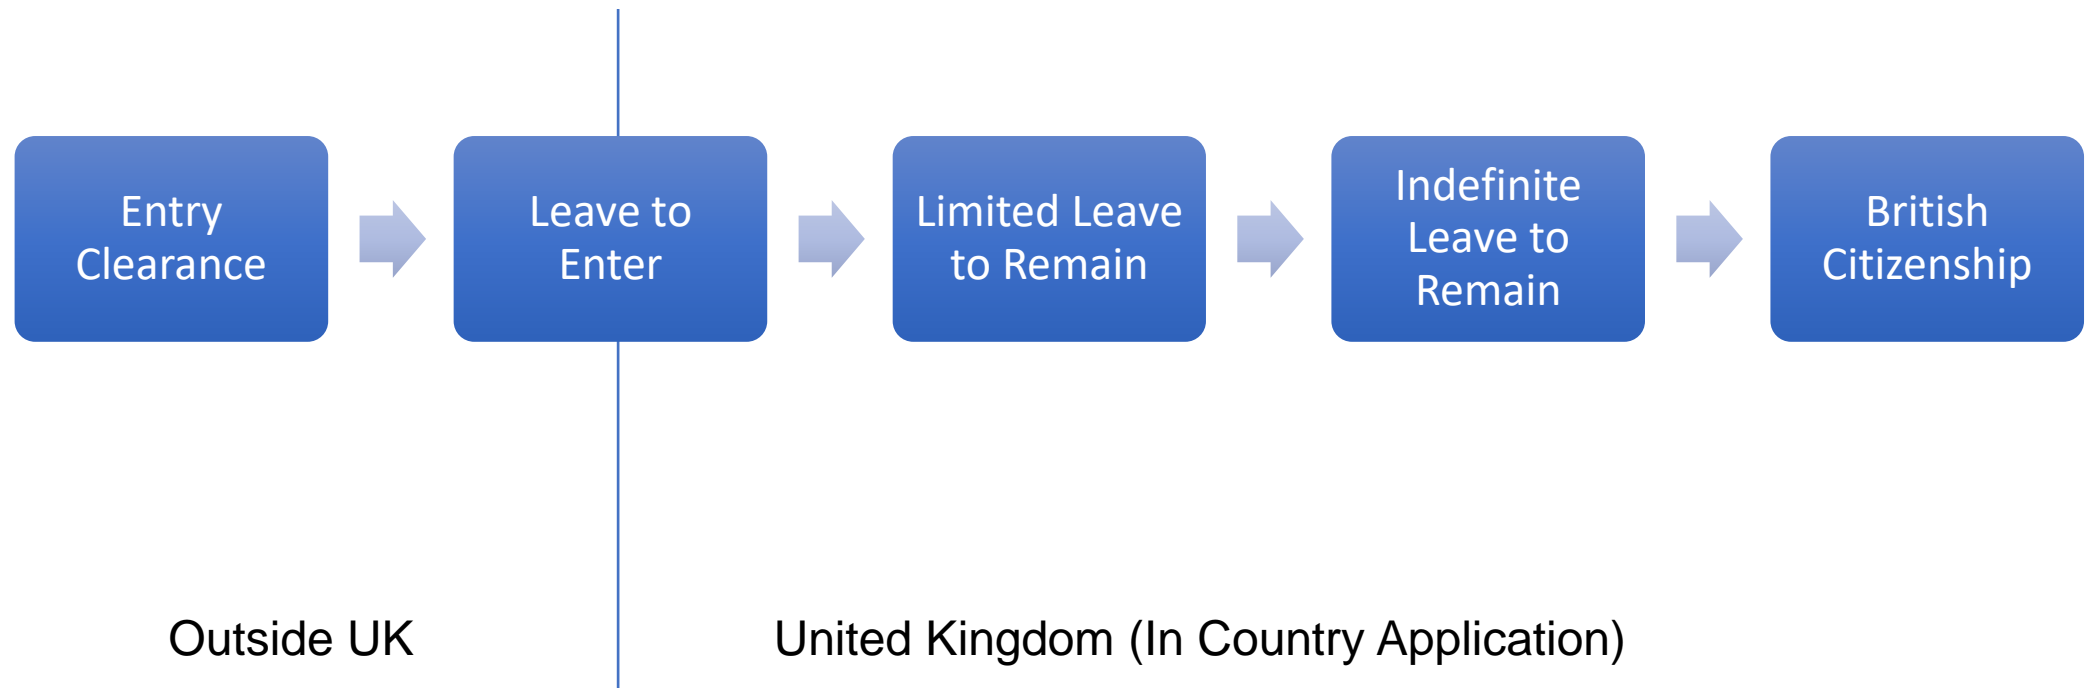 Entry
Clearance
Leave to
Enter
Limited Leave
to Remain
Indefinite
Leave to
Remain
British
Citizenship
Outside UK
United Kingdom (In Country Application)